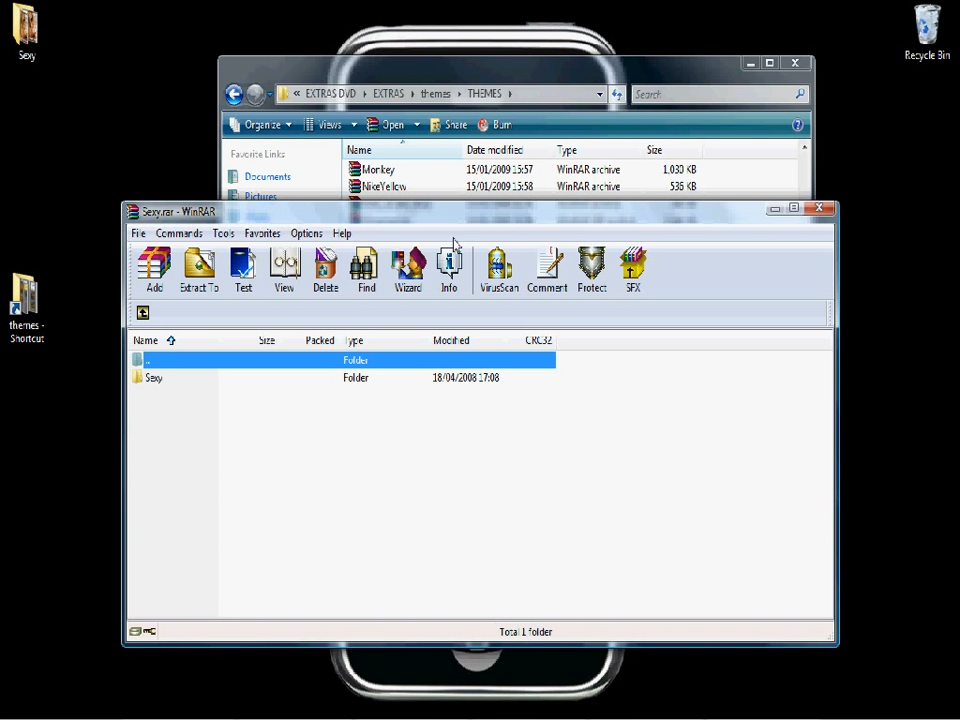 Sexy
Recycle Bin
themes -
Shortcut
« EXTRAS DVD EXTRAS themes THEMES
Search
Organize Views Open Share Burn
Favorite Links
Documents
Pictures
Name Date modified Type Size
Monkey 15/01/2009 15:57 WinRAR archive 1,030 KB
NikeYellow 15/01/2009 15:58 WinRAR archive 536 KB
Sexy.rar - WinRAR
File Commands Tools Favorites Options Help
Add Extract To Test View Delete Find Wizard Info VirusScan Comment Protect SFX
Name Size Packed Type Modified CRC32
.. Folder
Sexy Folder 18/04/2008 17:08
Total 1 folder